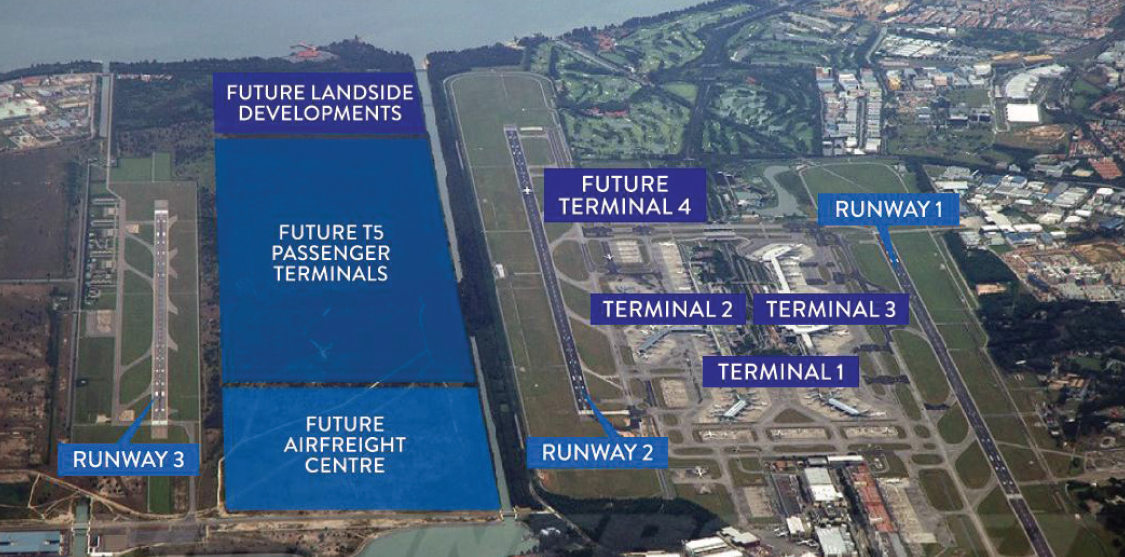 FUTURE LANDSIDE
DEVELOPMENTS
FUTURE T5
PASSENGER
TERMINALS
FUTURE
AIRFREIGHT
CENTRE
RUNWAY 3
FUTURE
TERMINAL 4
RUNWAY 1
TERMINAL 2
TERMINAL 3
TERMINAL 1
RUNWAY 2